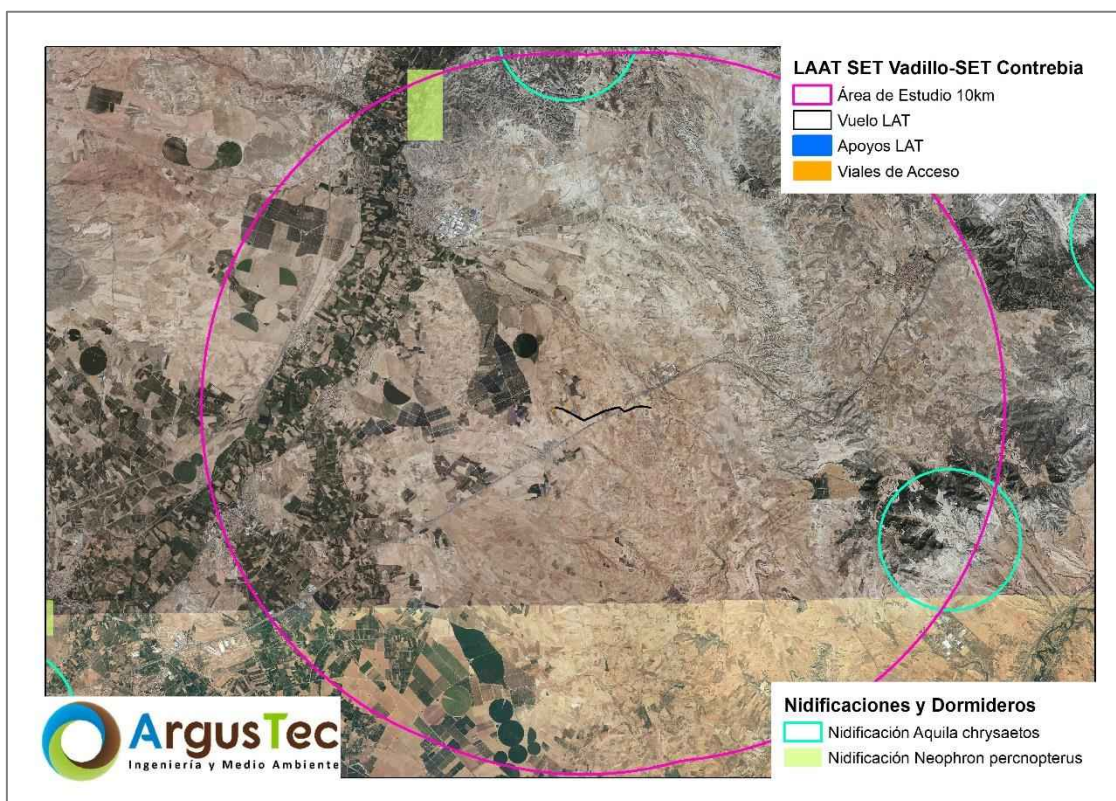 LAAT SET Vadillo-SET Contrebia
Área de Estudio 10km
Vuelo LAT
Apoyos LAT
Viales de Acceso
ArgusTec
Ingeniería y Medio Ambiente
Nidificaciones y Dormideros
Nidificación Aquila chrysaetos
Nidificación Neophron percnopterus